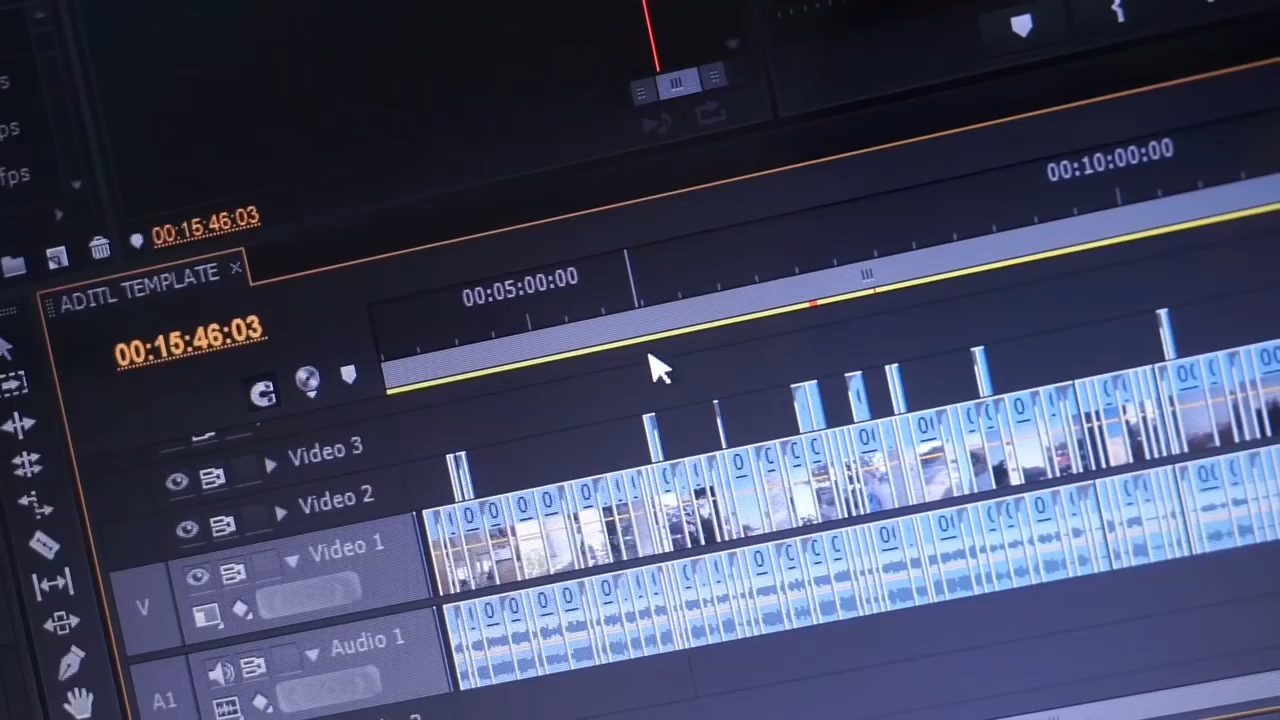 ps
fps
00:15:46:03
ADITL TEMPLATE ×
00:15:46:03
00:05:00:00
00:10:00:00
Video 3
Video 2
Video 1
V
Audio 1
A1